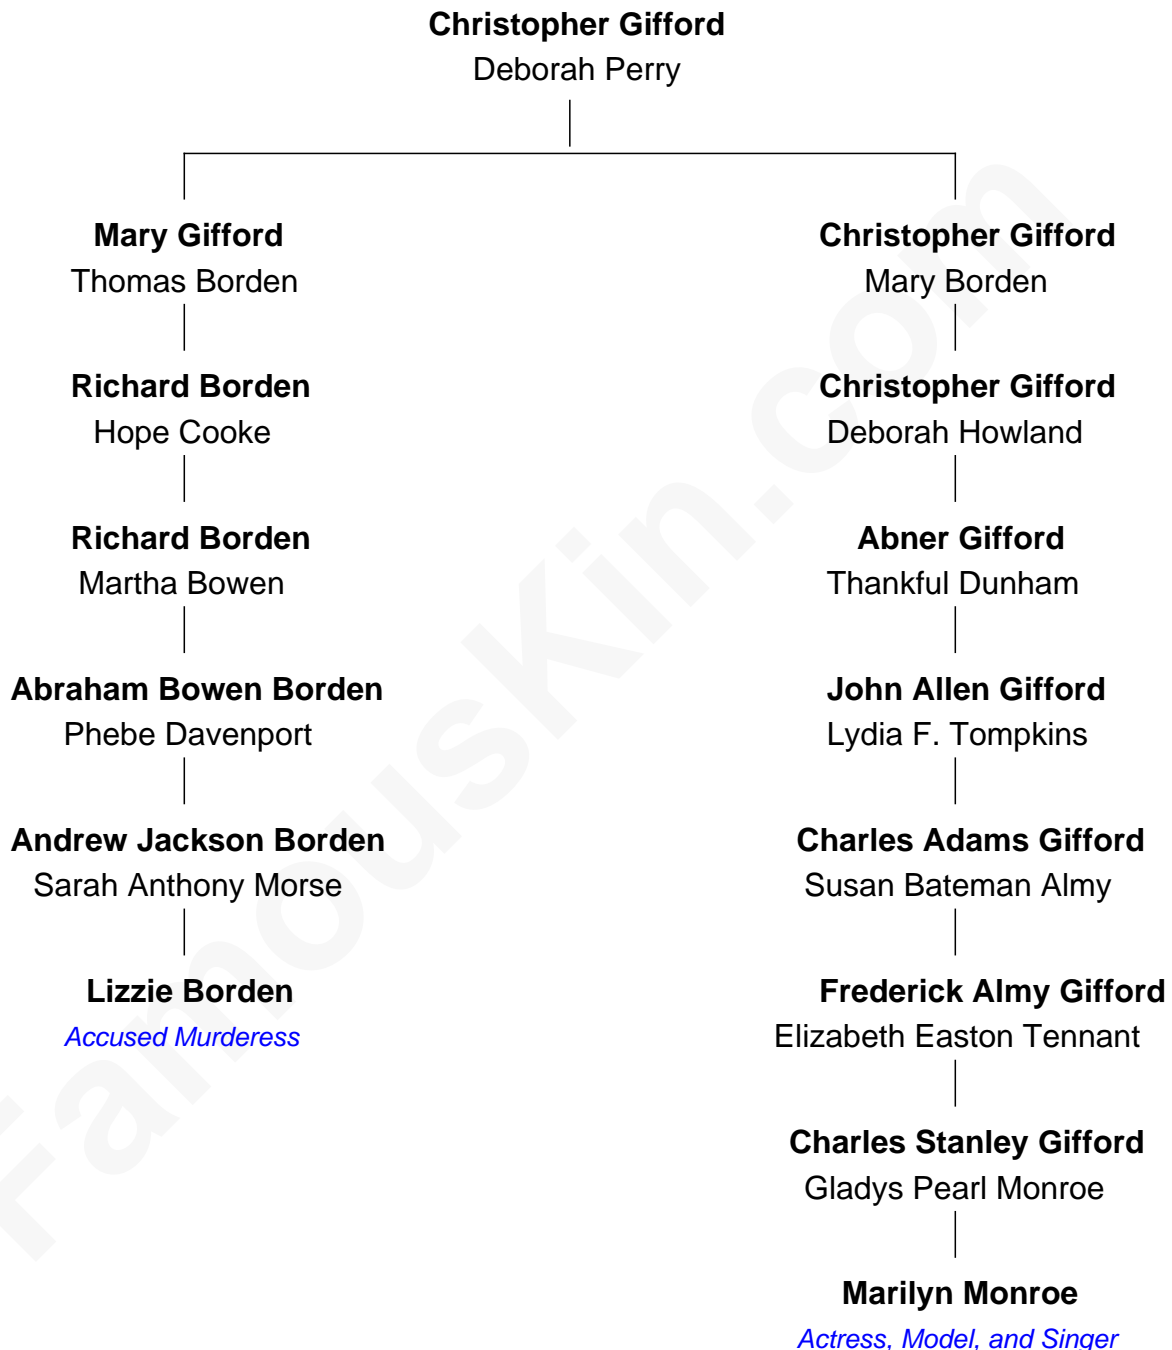 Christopher Gifford
Deborah Perry
Mary Gifford
Thomas Borden
Christopher Gifford
Mary Borden
Richard Borden
Hope Cooke
Christopher Gifford
Deborah Howland
Richard Borden
Martha Bowen
Abner Gifford
Thankful Dunham
Abraham Bowen Borden
Phebe Davenport
John Allen Gifford
Lydia F. Tompkins
Andrew Jackson Borden
Sarah Anthony Morse
Charles Adams Gifford
Susan Bateman Almy
Lizzie Borden
Accused Murderess
Frederick Almy Gifford
Elizabeth Easton Tennant
Charles Stanley Gifford
Gladys Pearl Monroe
Marilyn Monroe
Actress, Model, and Singer
FamousKin.com